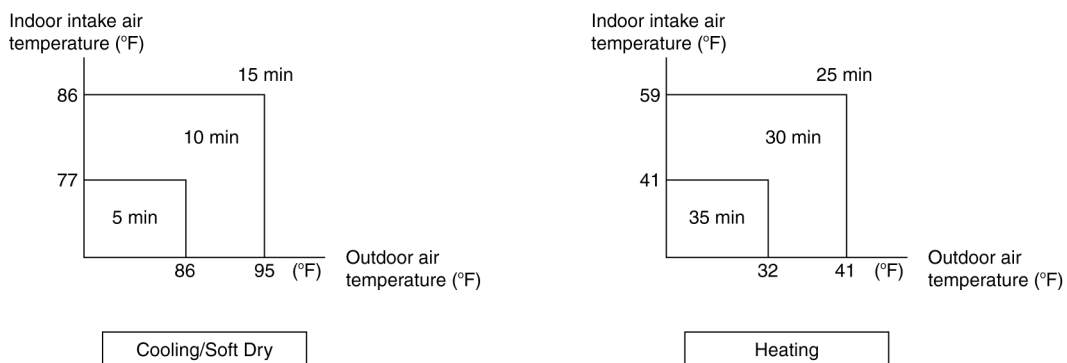 Indoor intake air
temperature (°F)
15 min
86
10 min
77
5 min
86 95 (°F)
Outdoor air
temperature (°F)
Cooling/Soft Dry
Indoor intake air
temperature (°F)
25 min
59
30 min
41
35 min
32 41 (°F)
Outdoor air
temperature (°F)
Heating